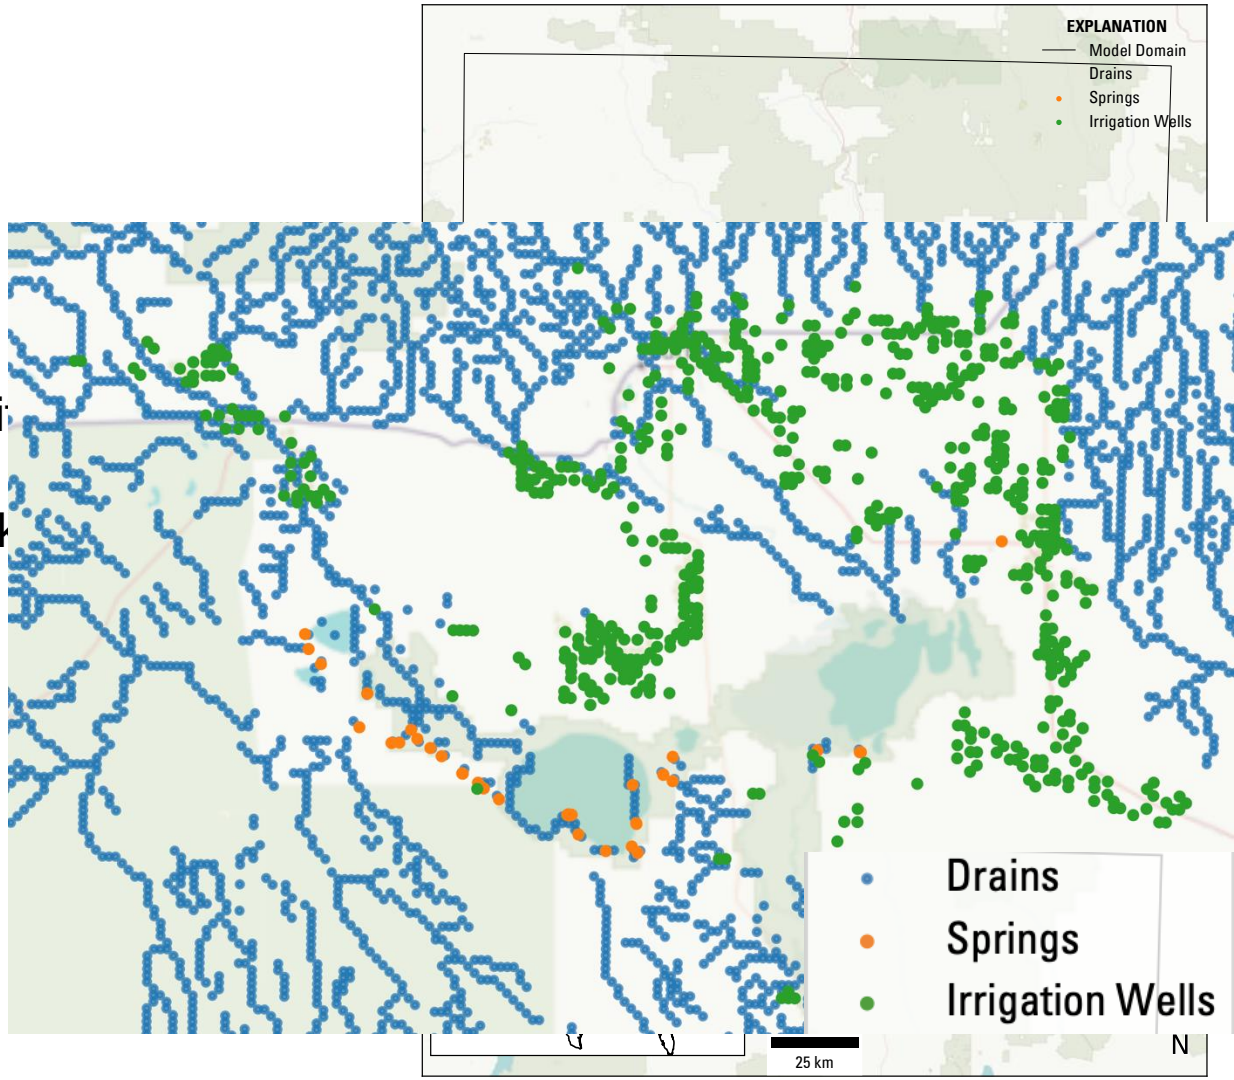 EXPLANATION
Model Domain
Drains
Springs
Irrigation Wells
Drains
Springs
Irrigation Wells
25 km
N